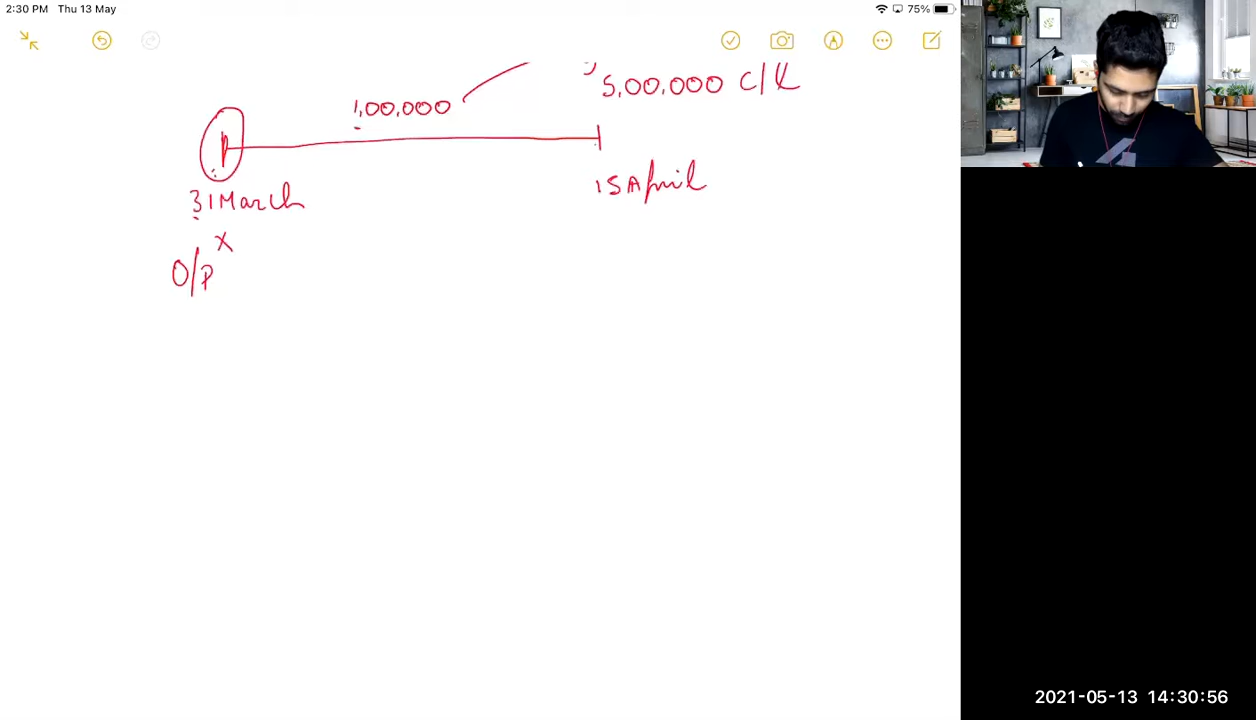 2:30 PM Thu 13 May
75%
5,00,000 C/L
1,00,000
31 March
15 April
X
O/P
2021-05-13 14:30:56